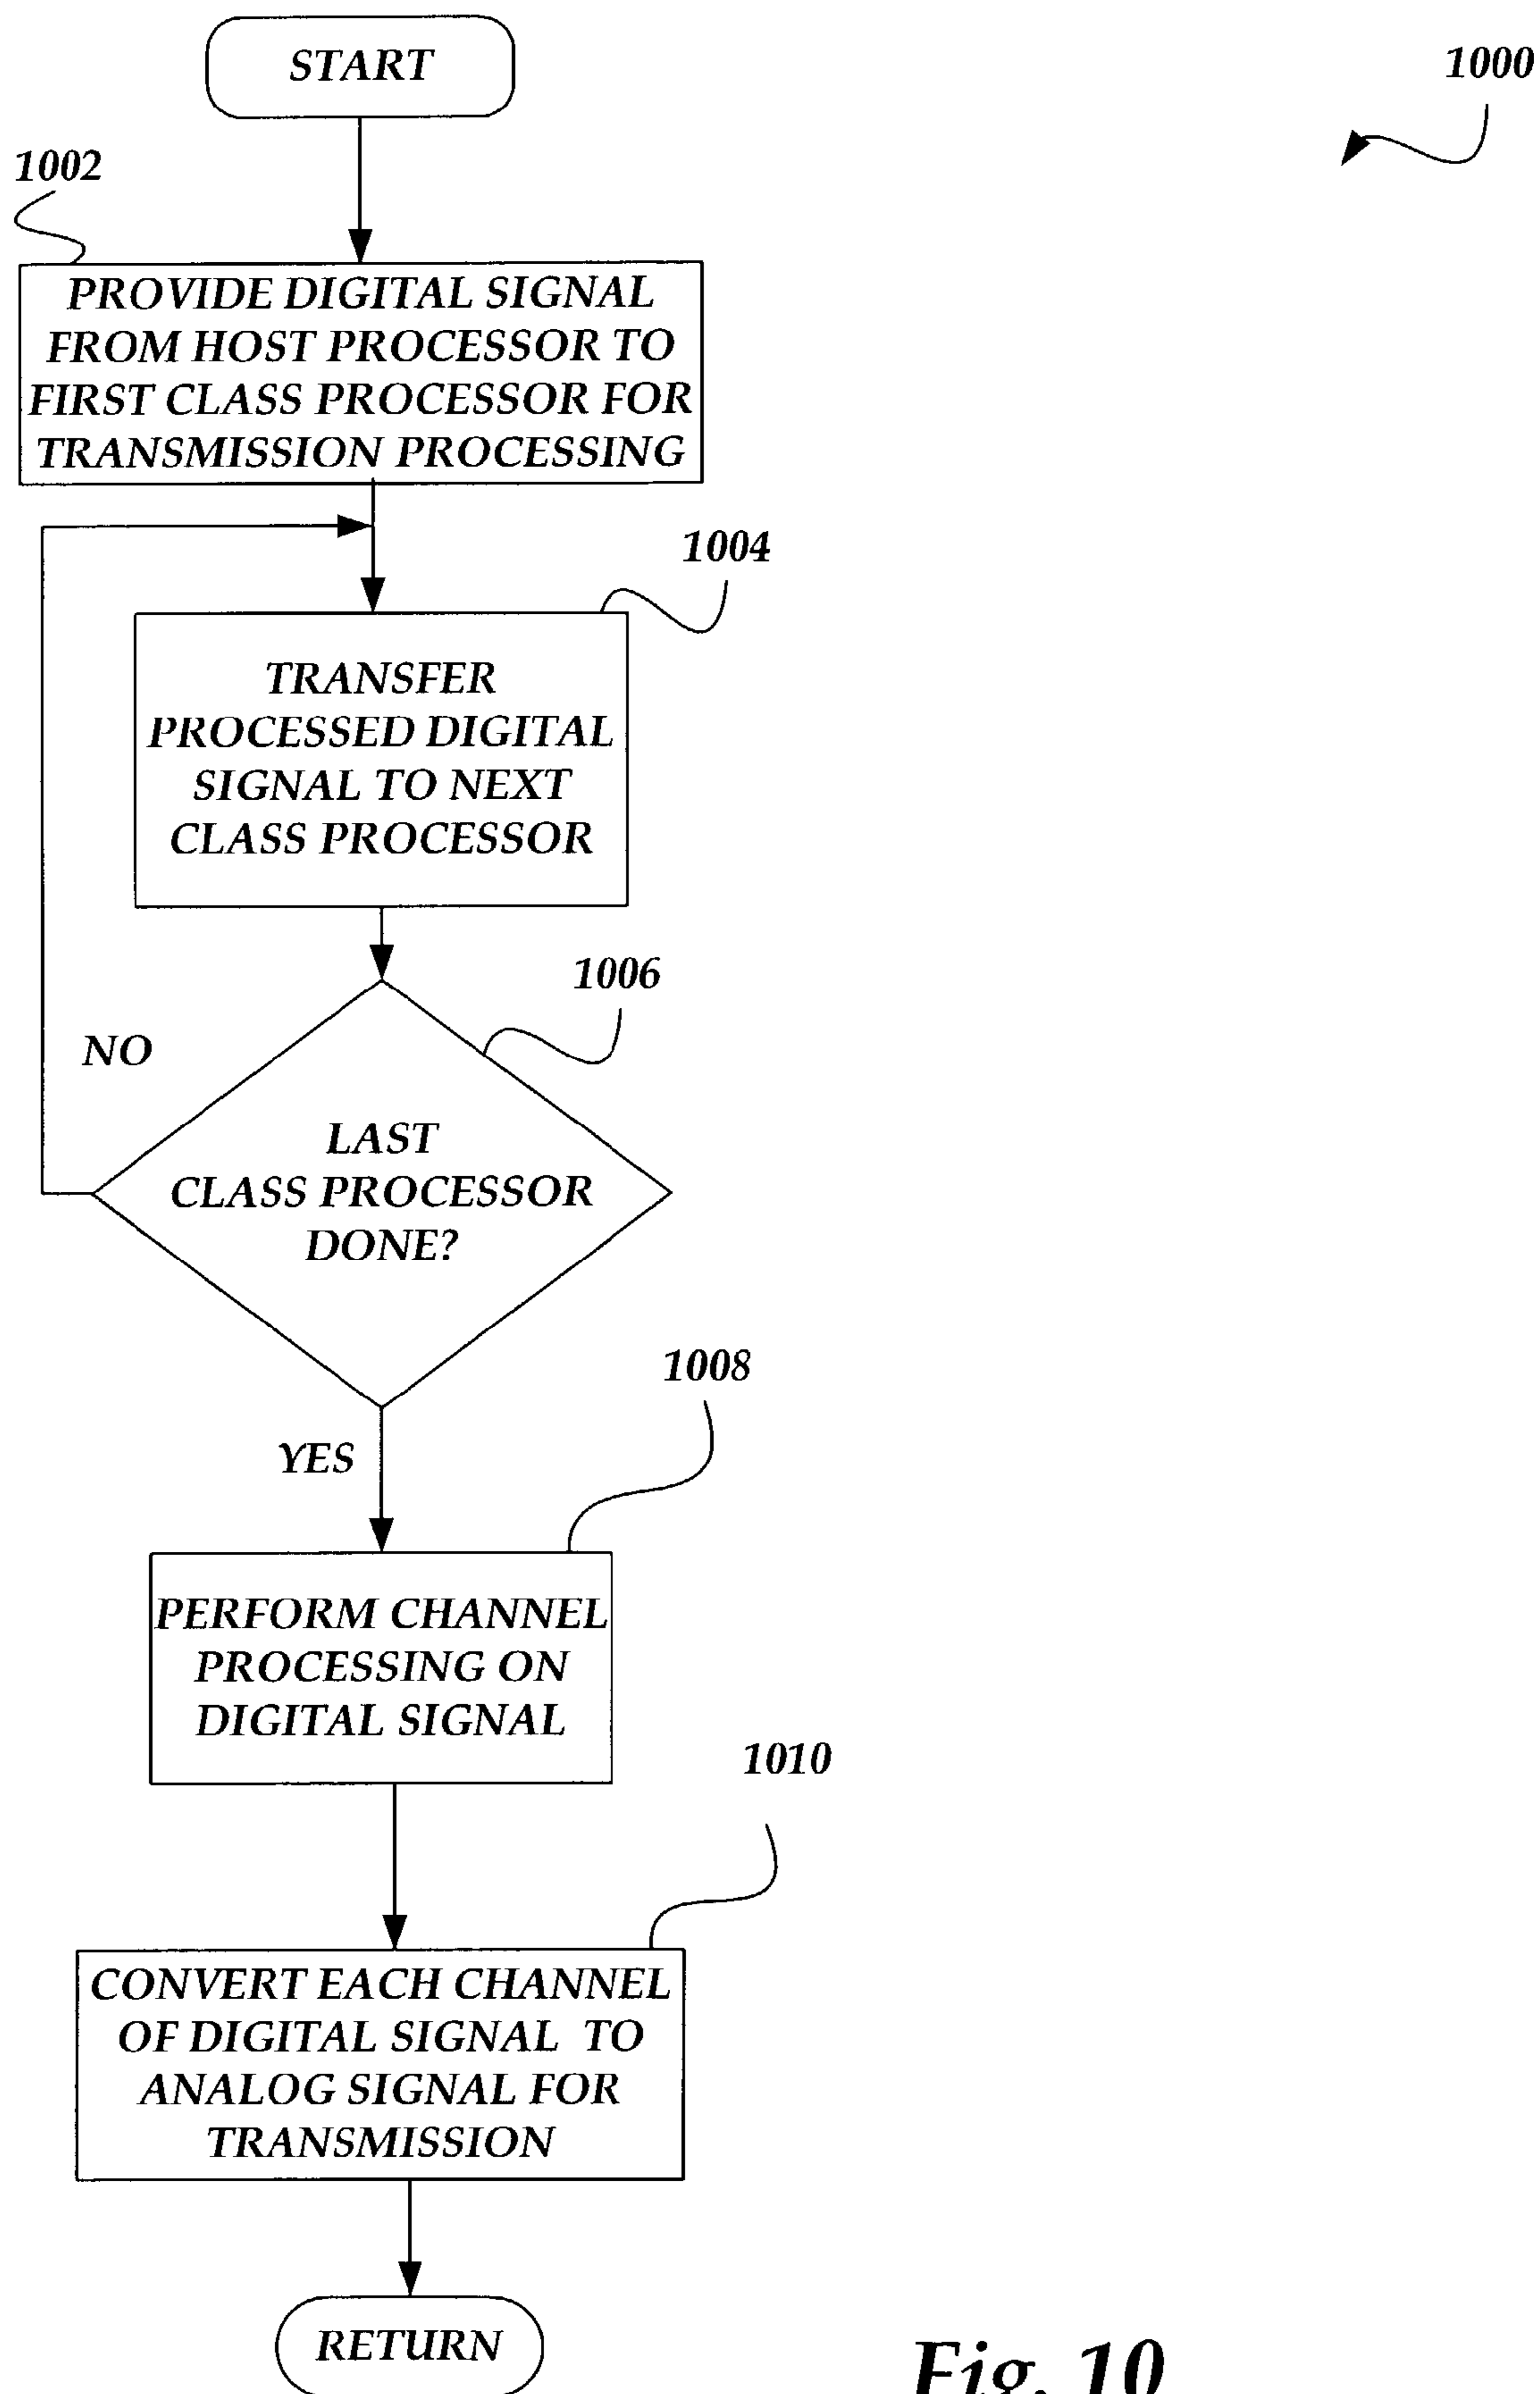 START
1000
1002
PROVIDE DIGITAL SIGNAL
FROM HOST PROCESSOR TO
FIRST CLASS PROCESSOR FOR
TRANSMISSION PROCESSING
1004
TRANSFER
PROCESSED DIGITAL
SIGNAL TO NEXT
CLASS PROCESSOR
1006
NO
LAST
CLASS PROCESSOR
DONE?
1008
YES
PERFORM CHANNEL
PROCESSING ON
DIGITAL SIGNAL
1010
CONVERT EACH CHANNEL
OF DIGITAL SIGNAL TO
ANALOG SIGNAL FOR
TRANSMISSION
RETURN
Fig. 10